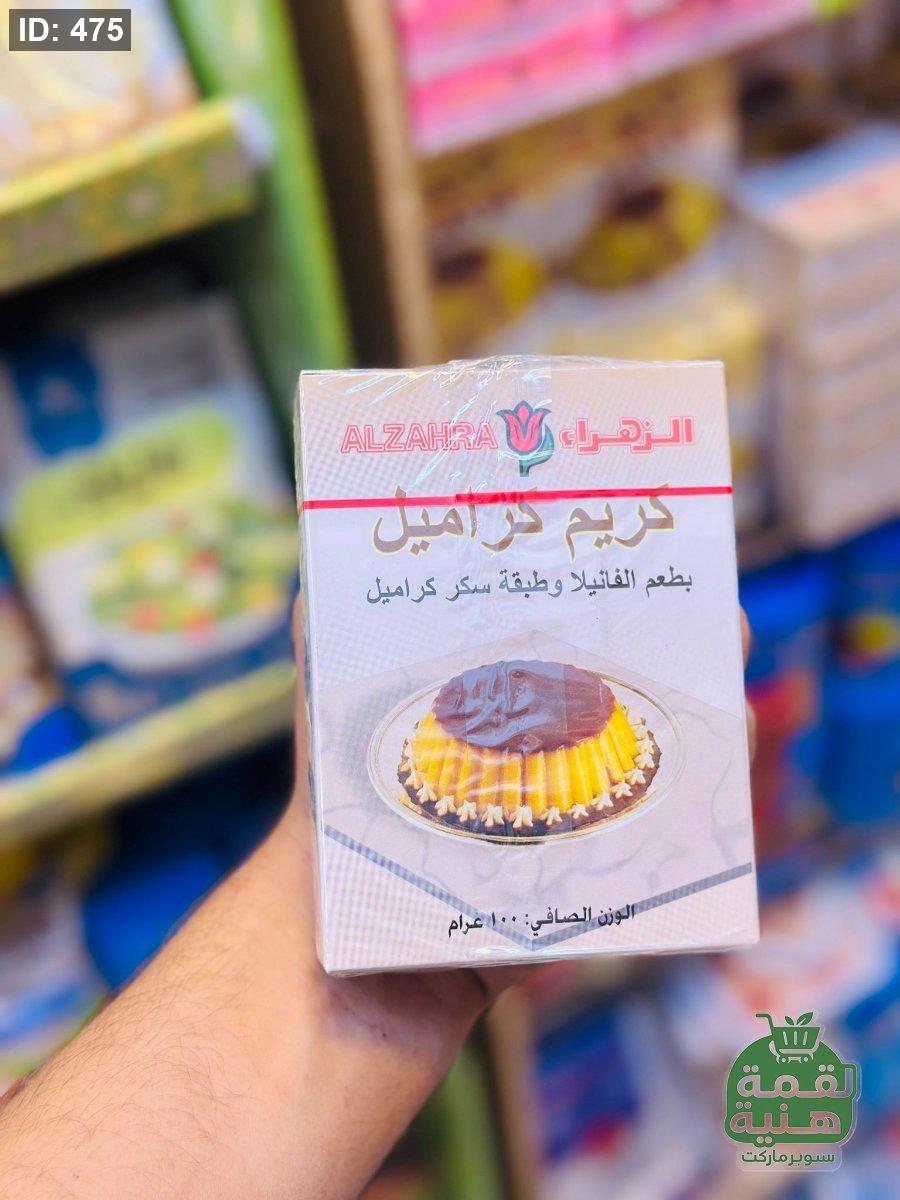 ID: 475
ALZAHRA الزهراء
كريم كراميل
بطعم الفانيلا وطبقة سكر كراميل
الوزن الصافي: ١٠٠ غرام
لقمة
هنية
سوبرماركت